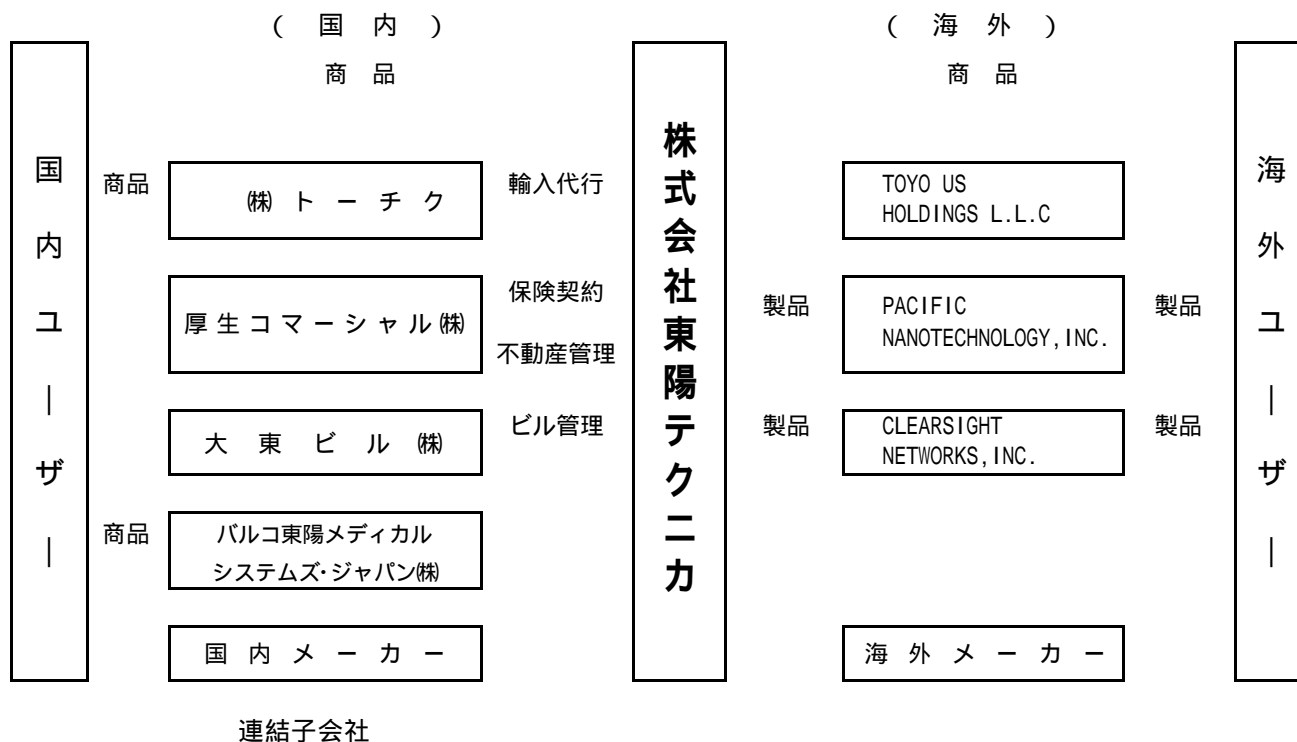 ( 国 内 )
( 海 外 )
商 品
商 品
国内ユーザー
商品
㈱ ト ー チ ク
輸入代行
株式会社東陽テクニカ
TOYO US
HOLDINGS L.L.C
海外ユーザー
厚 生 コ マ ー シ ャ ル ㈱
保険契約
不動産管理
製品
PACIFIC
NANOTECHNOLOGY,INC.
製品
大 東 ビ ル ㈱
ビル管理
製品
CLEARSIGHT
NETWORKS,INC.
製品
商品
バルコ東陽メディカル
システムズ・ジャパン㈱
国 内 メ ー カ ー
海 外 メ ー カ ー
連結子会社